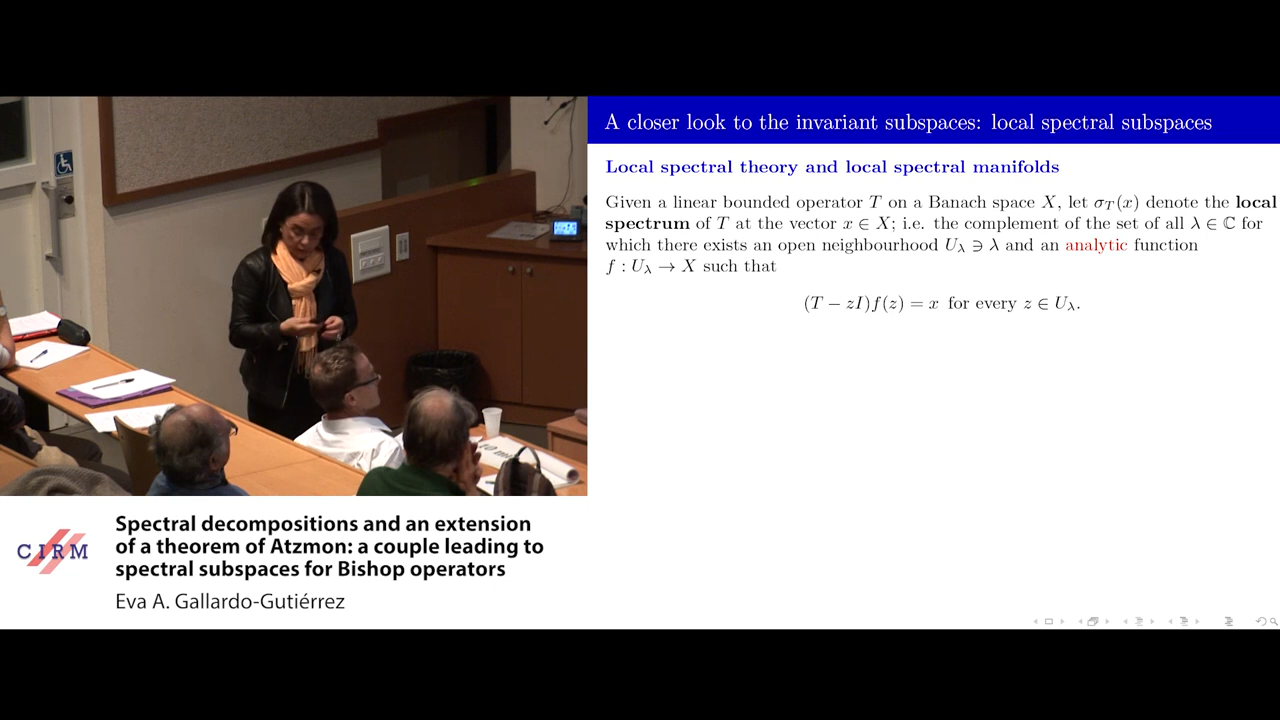 A closer look to the invariant subspaces: local spectral subspaces
Local spectral theory and local spectral manifolds
Given a linear bounded operator T on a Banach space X, let σ_T(x) denote the local
spectrum of T at the vector x ∈ X; i.e. the complement of the set of all λ ∈ ℂ for
which there exists an open neighbourhood U_λ ∋ λ and an analytic function
f : U_λ → X such that
(T − zI)f(z) = x for every z ∈ U_λ.
CIRM
Spectral decompositions and an extension
of a theorem of Atzmon: a couple leading to
spectral subspaces for Bishop operators
Eva A. Gallardo-Gutiérrez